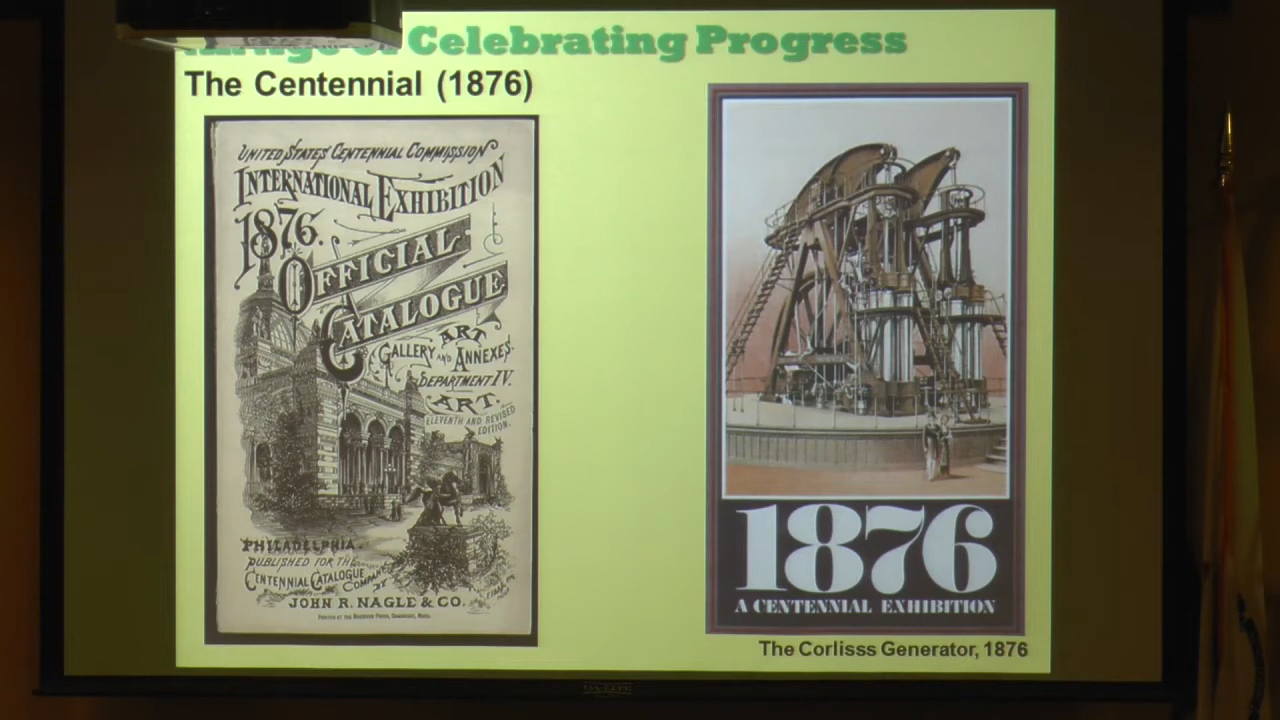 Celebrating Progress
The Centennial (1876)
UNITED STATES CENTENNIAL COMMISSION
INTERNATIONAL EXHIBITION
1876.
OFFICIAL
CATALOGUE
ART
GALLERY AND ANNEXES.
DEPARTMENT IV.
ART.
ELEVENTH AND REVISED
EDITION.
PHILADELPHIA.
PUBLISHED FOR THE
CENTENNIAL CATALOGUE COMPANY BY
JOHN R. NAGLE & CO.
1876
A CENTENNIAL EXHIBITION
The Corlisss Generator, 1876
DA-LITE